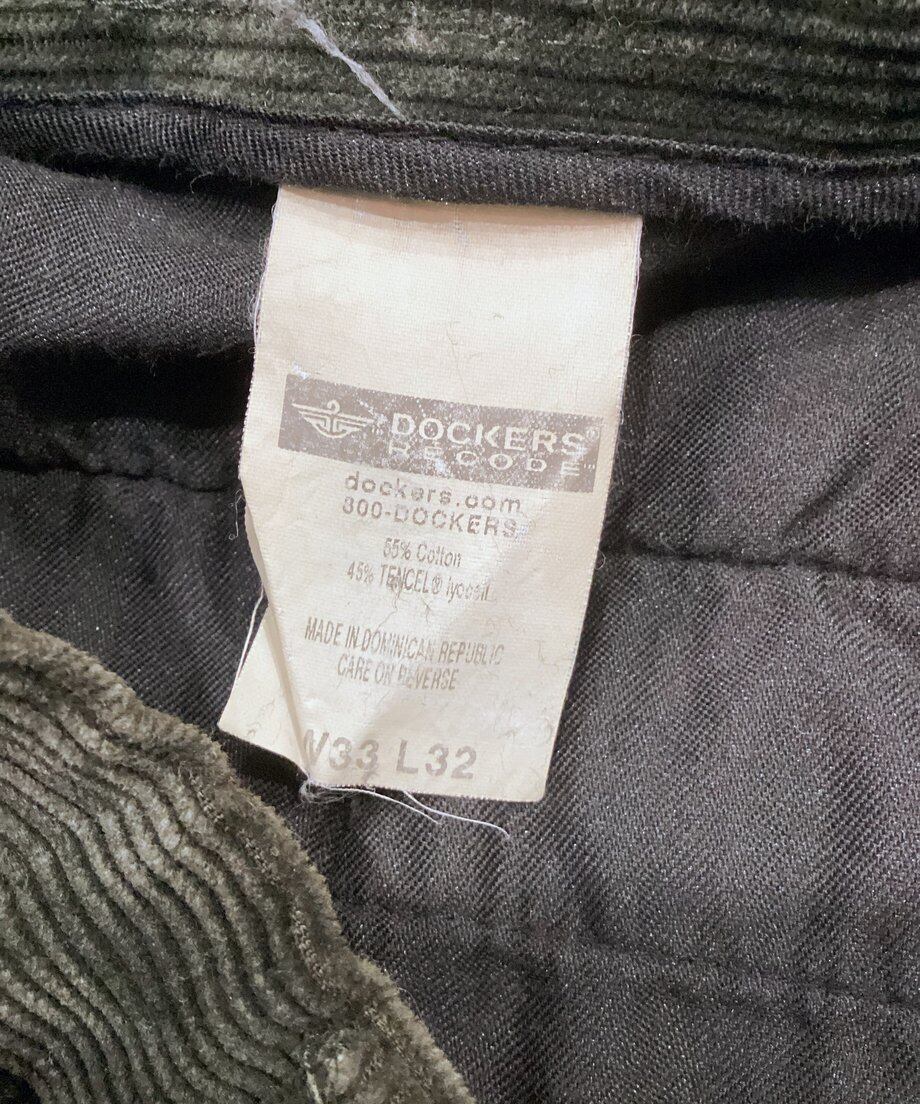 "DOCKERS®
RECODE"
dockers.com
800-DOCKERS
55% Cotton
45% TENCEL® lyocell
MADE IN DOMINICAN REPUBLIC
CARE ON REVERSE
W33 L32